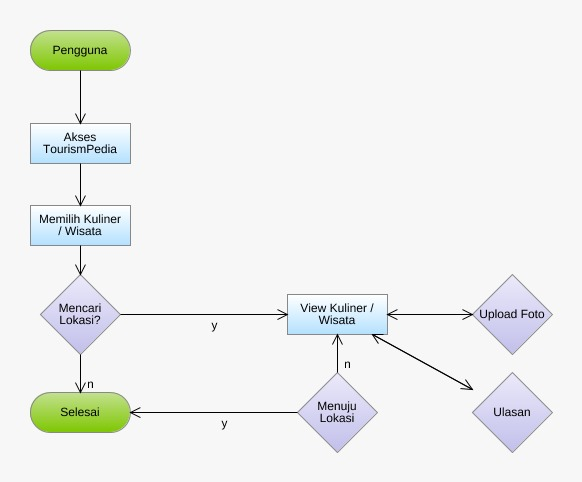 Pengguna
Akses
TourismPedia
Memilih Kuliner
/ Wisata
Mencari
Lokasi?
y
View Kuliner /
Wisata
Upload Foto
n
n
Selesai
y
Menuju
Lokasi
Ulasan